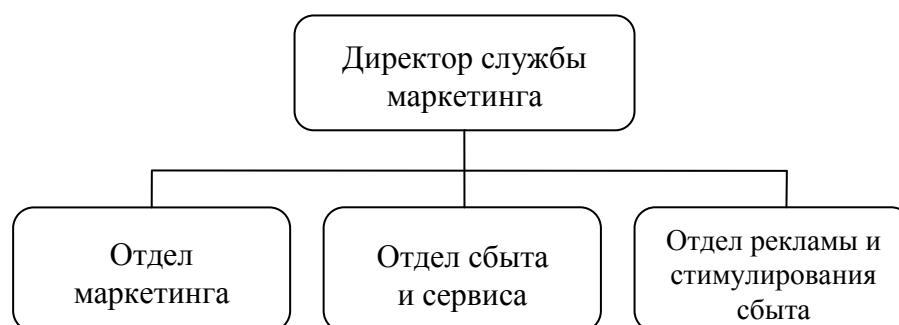 Директор службы
маркетинга
Отдел
маркетинга
Отдел сбыта
и сервиса
Отдел рекламы и
стимулирования
сбыта